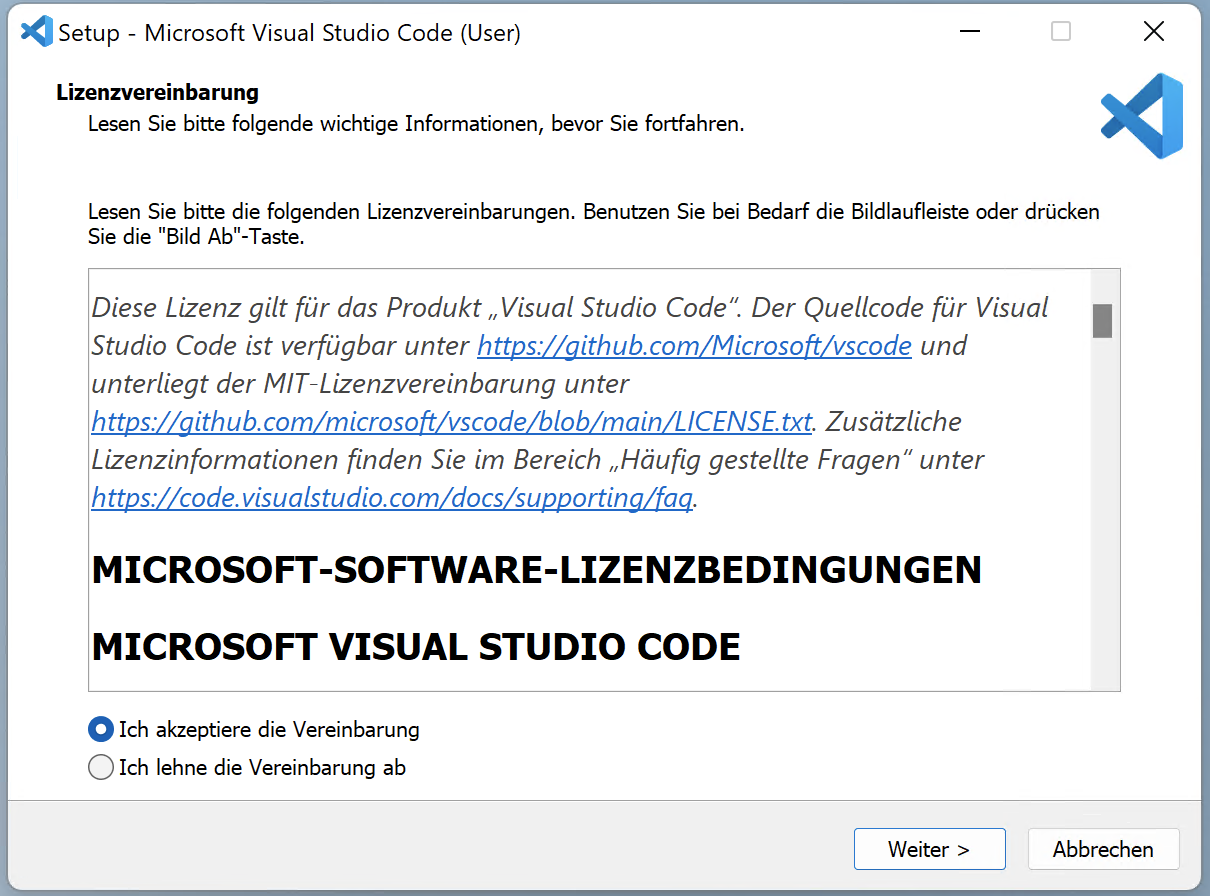 Setup - Microsoft Visual Studio Code (User)
Lizenzvereinbarung
Lesen Sie bitte folgende wichtige Informationen, bevor Sie fortfahren.
Lesen Sie bitte die folgenden Lizenzvereinbarungen. Benutzen Sie bei Bedarf die Bildlaufleiste oder drücken
Sie die "Bild Ab"-Taste.
Diese Lizenz gilt für das Produkt „Visual Studio Code“. Der Quellcode für Visual
Studio Code ist verfügbar unter https://github.com/Microsoft/vscode und
unterliegt der MIT-Lizenzvereinbarung unter
https://github.com/microsoft/vscode/blob/main/LICENSE.txt. Zusätzliche
Lizenzinformationen finden Sie im Bereich „Häufig gestellte Fragen“ unter
https://code.visualstudio.com/docs/supporting/faq.
MICROSOFT-SOFTWARE-LIZENZBEDINGUNGEN
MICROSOFT VISUAL STUDIO CODE
Ich akzeptiere die Vereinbarung
Ich lehne die Vereinbarung ab
Weiter >
Abbrechen